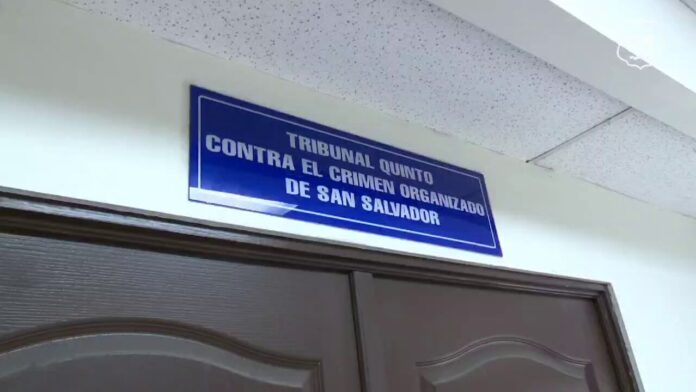 TRIBUNAL QUINTO
CONTRA EL CRIMEN ORGANIZADO
DE SAN SALVADOR